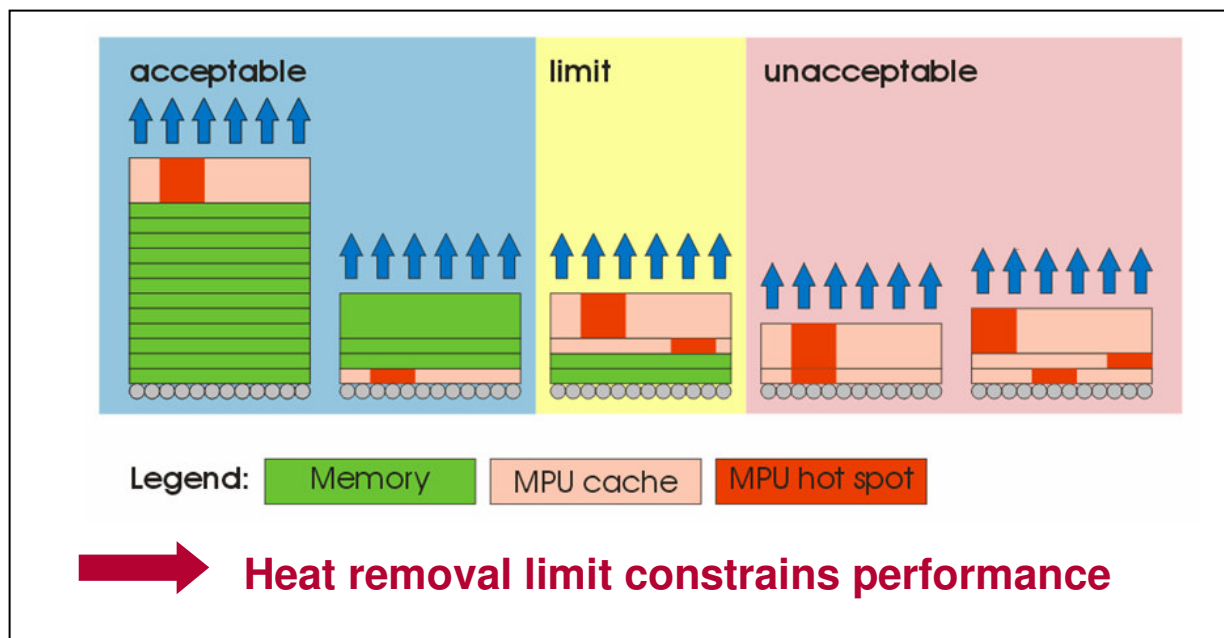 acceptable
limit
unacceptable
Legend:
Memory
MPU cache
MPU hot spot
Heat removal limit constrains performance